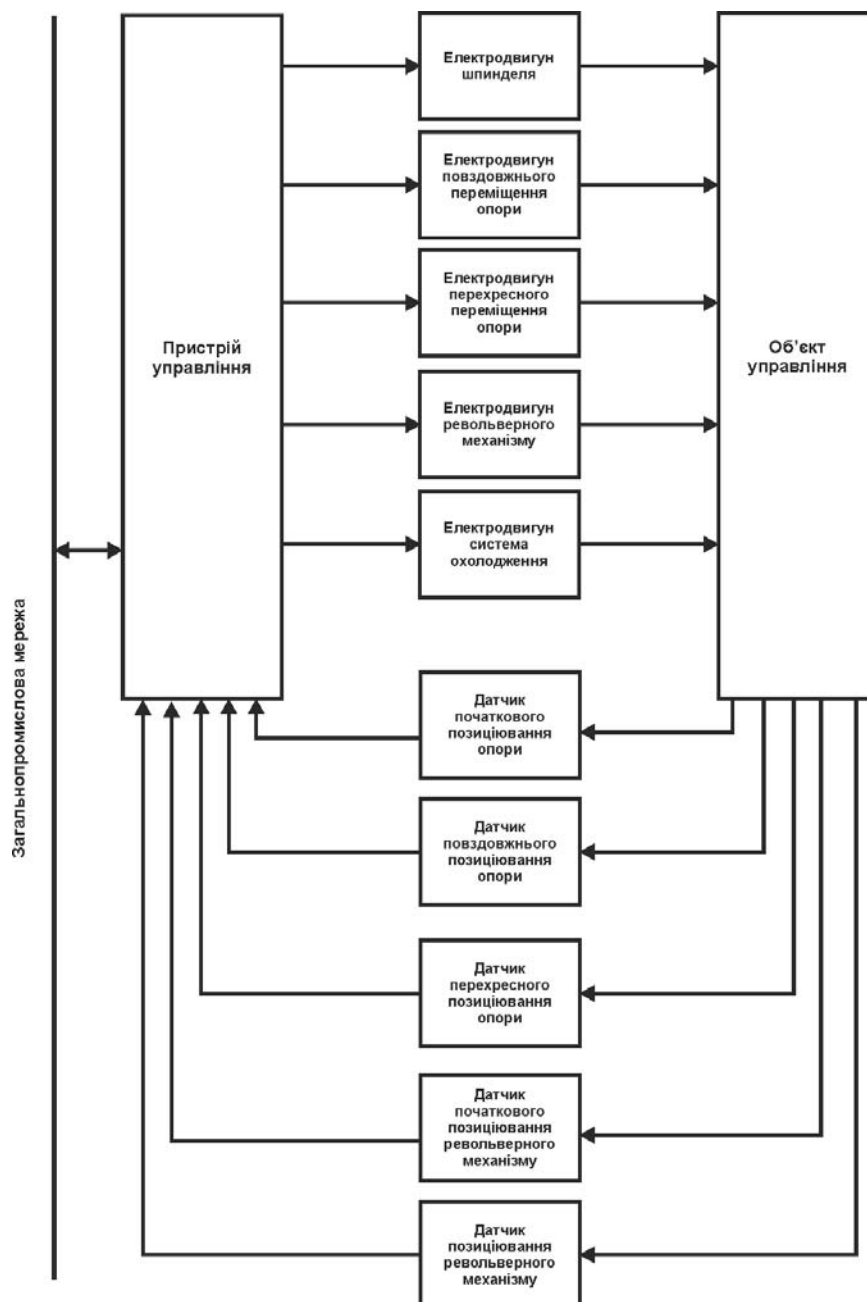 Електродвигун
шпинделя
Електродвигун
повздовжнього
переміщення
опори
Електродвигун
перехресного
переміщення
опори
Пристрій
управління
Об'єкт
управління
Електродвигун
револьверного
механізму
Електродвигун
система
охолодження
Загальнопромислова мережа
Датчик
початкового
позиціювання
опори
Датчик
повздовжнього
позиціювання
опори
Датчик
перехресного
позиціювання
опори
Датчик
початкового
позиціювання
револьверного
механізму
Датчик
позиціювання
револьверного
механізму